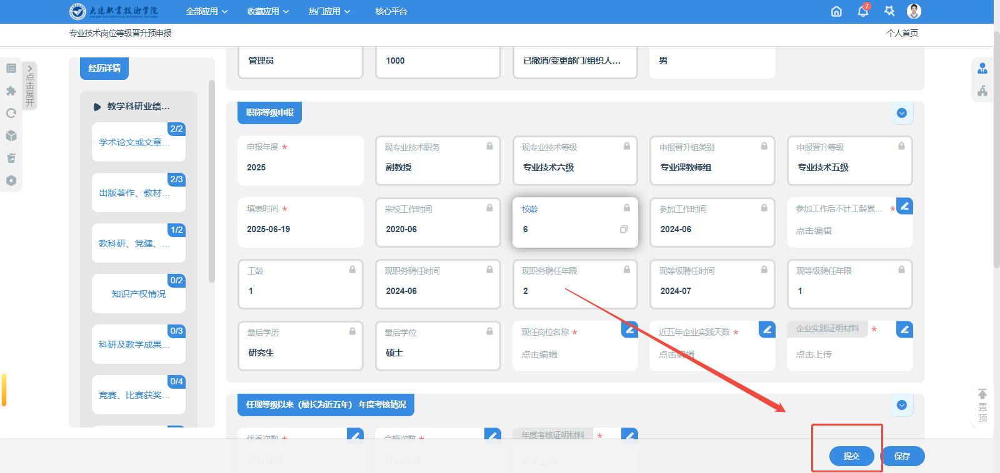 大连职业技术学院
全部应用
收藏应用
热门应用
核心平台
7
专业技术岗位等级晋升预申报
个人首页
点击展开
经历详情
教学科研业绩...
2/2
学术论文或文章...
2/3
出版著作、教材...
1/2
教科研、党建、...
0/2
知识产权情况
0/3
科研及教学成果...
0/4
竞赛、比赛获奖...
管理员
1000
已撤消/变更部门/组织人...
男
职称等级申报
申报年度 *
2025
现专业技术职务
副教授
现专业技术等级
专业技术六级
申报晋升组类别
专业课教师组
申报晋升等级
专业技术五级
填表时间 *
2025-06-19
来校工作时间
2020-06
校龄
6
参加工作时间
2024-06
参加工作后不计工龄累... *
点击编辑
工龄
1
现职务聘任时间
2024-06
现职务聘任年限
2
现等级聘任时间
2024-07
现等级聘任年限
1
最后学历
研究生
最后学位
硕士
现任岗位名称 *
点击编辑
近五年企业实践天数 *
点击编辑
企业实践证明材料 *
点击上传
任现等级以来（最长为近五年） 年度考核情况
优秀次数 *
合格次数 *
年度考核证明材料 *
置顶
提交
保存